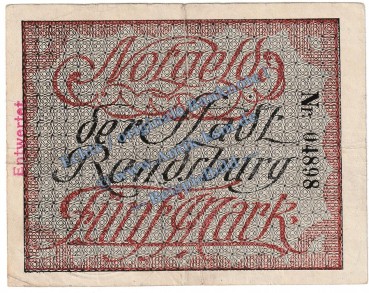 Notgeld
der Stadt
Rendsburg
Fünf Mark.
Nr. 04898
Entwertet